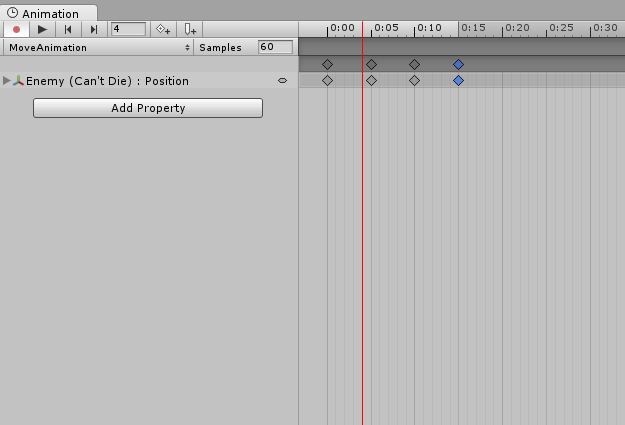 Animation
4
0:00 0:05 0:10 0:15 0:20 0:25 0:30
MoveAnimation Samples 60
Enemy (Can't Die) : Position
Add Property